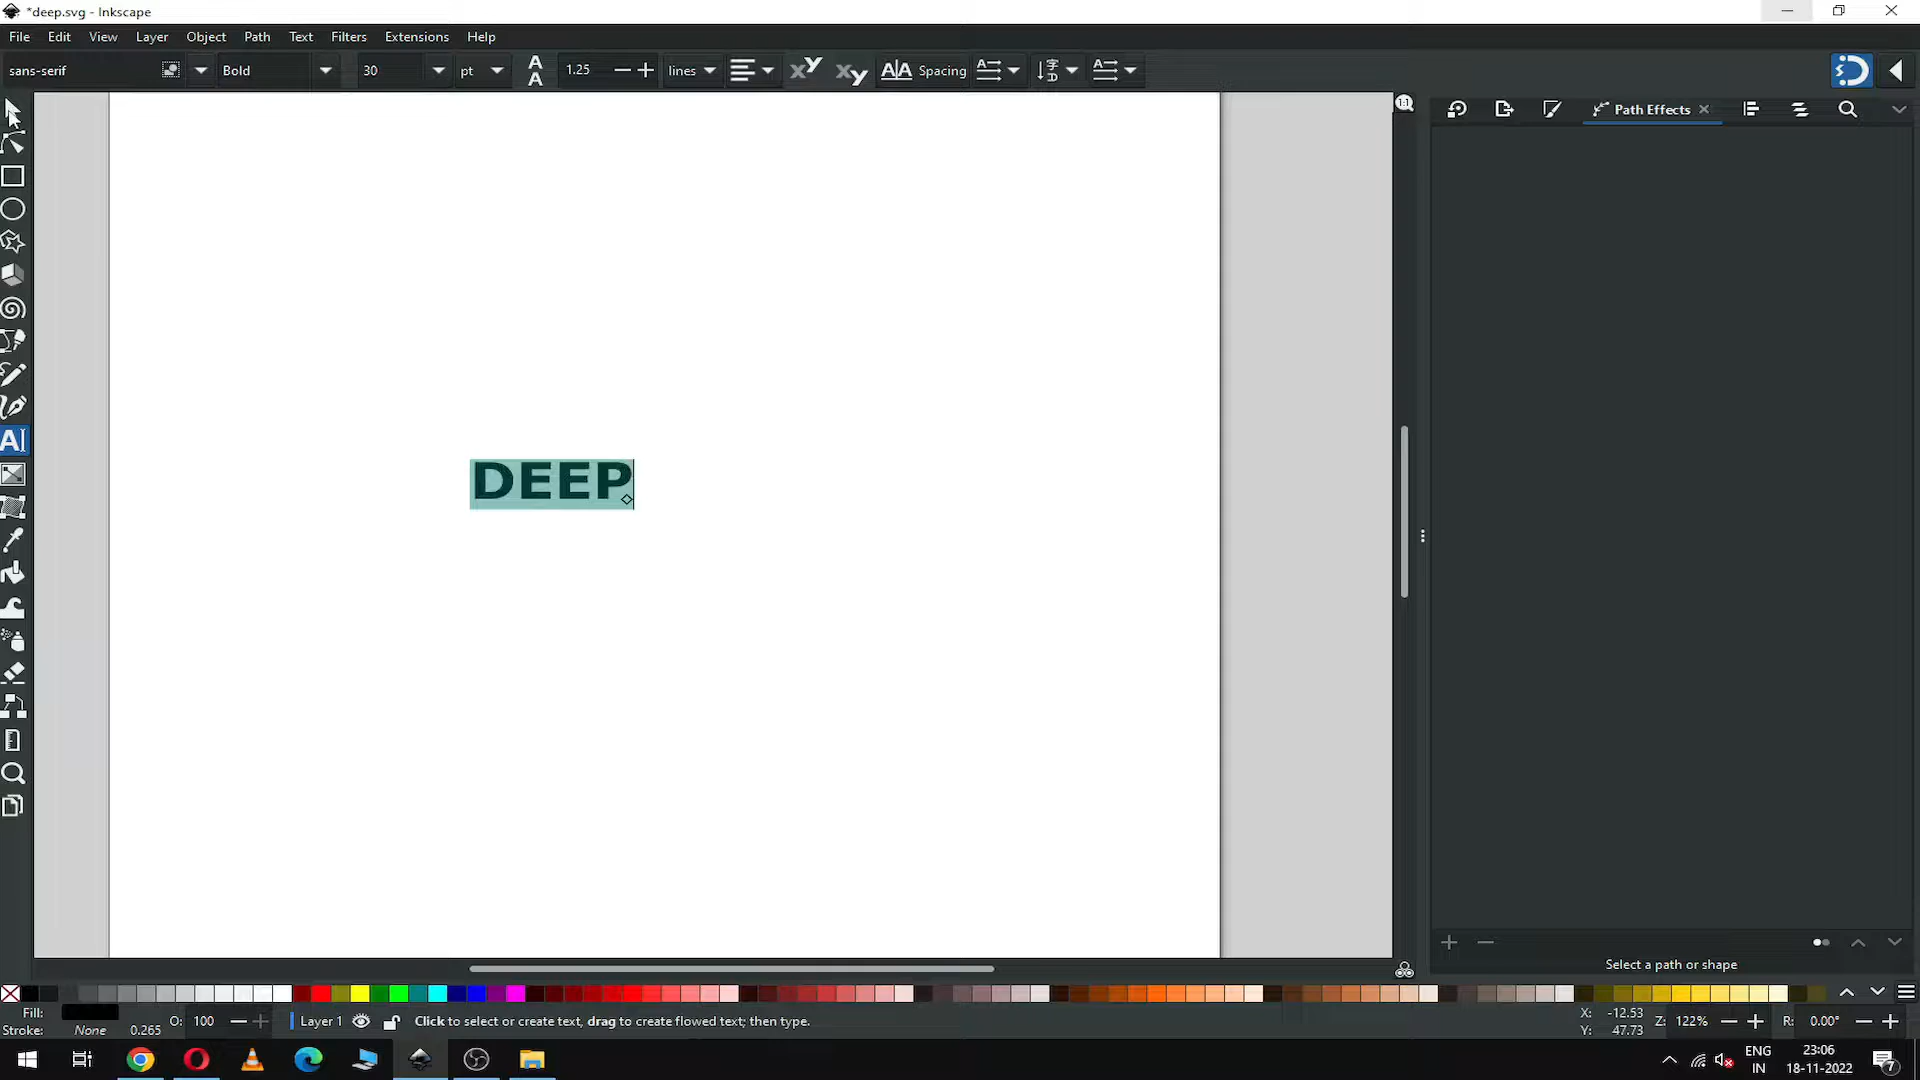 *deep.svg - Inkscape
File Edit View Layer Object Path Text Filters Extensions Help
sans-serif Bold 30 pt 1.25 lines Spacing
Path Effects
DEEP
Select a path or shape
Fill:
Stroke: None 0.265 O: 100 Layer 1 Click to select or create text, drag to create flowed text; then type. X: -12.53 Y: 47.73 Z: 122% R: 0.00°
ENG IN 23:06 18-11-2022 7